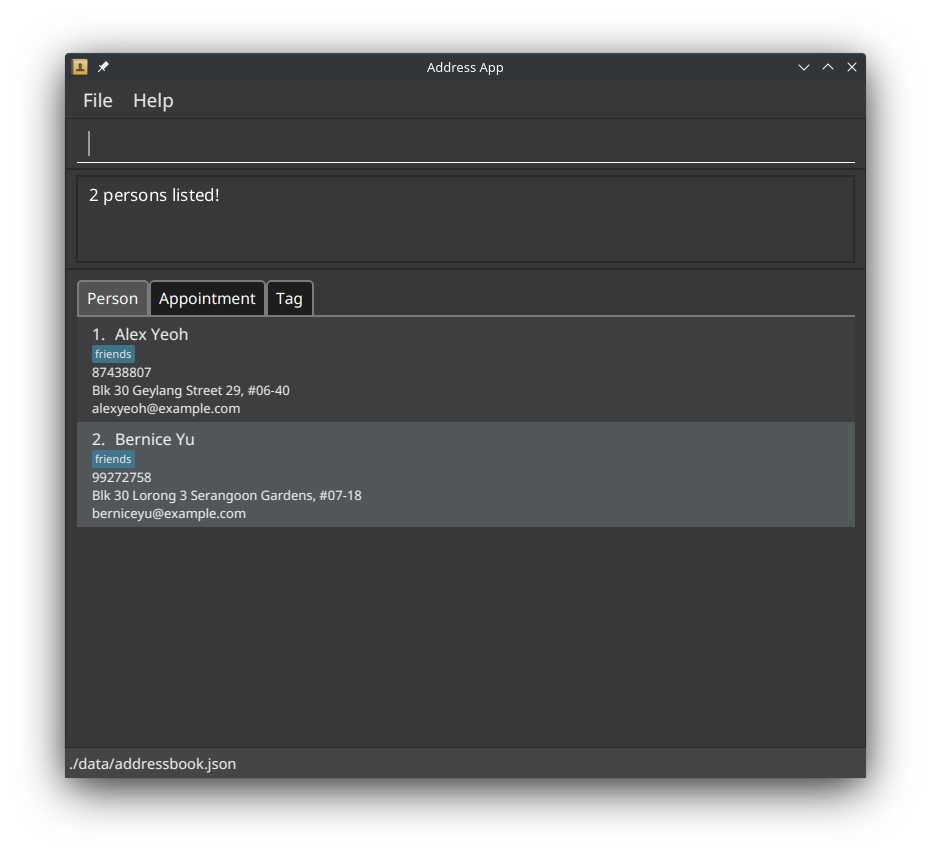 Address App
File Help
2 persons listed!
Person Appointment Tag
1. Alex Yeoh
friends
87438807
Blk 30 Geylang Street 29, #06-40
alexyeoh@example.com
2. Bernice Yu
friends
99272758
Blk 30 Lorong 3 Serangoon Gardens, #07-18
berniceyu@example.com
./data/addressbook.json